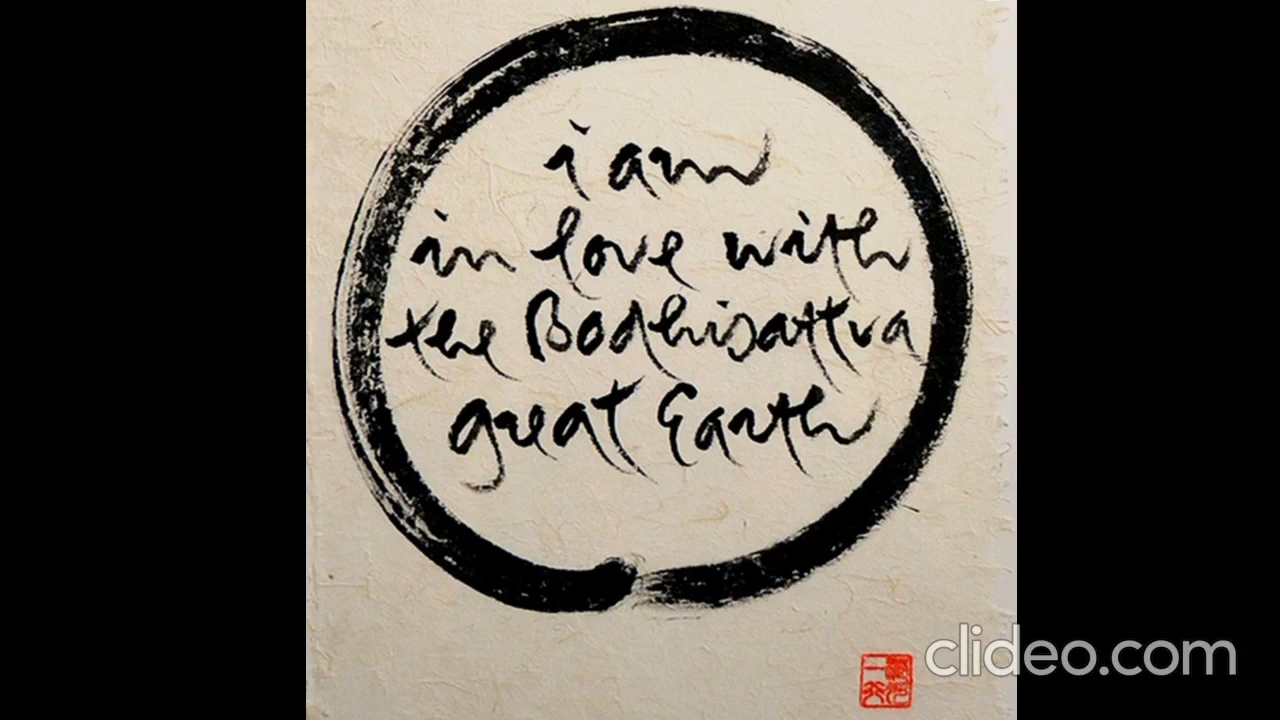 i am
in love with
the Bodhisattva
great Earth
clideo.com